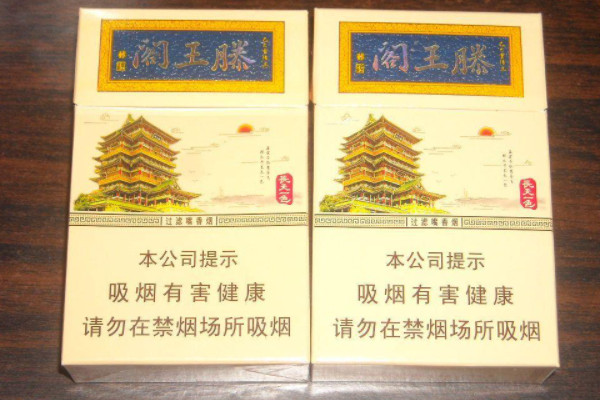 阁王滕
长天一色
过滤嘴香烟
本公司提示
吸烟有害健康
请勿在禁烟场所吸烟
阁王滕
长天一色
过滤嘴香烟
本公司提示
吸烟有害健康
请勿在禁烟场所吸烟